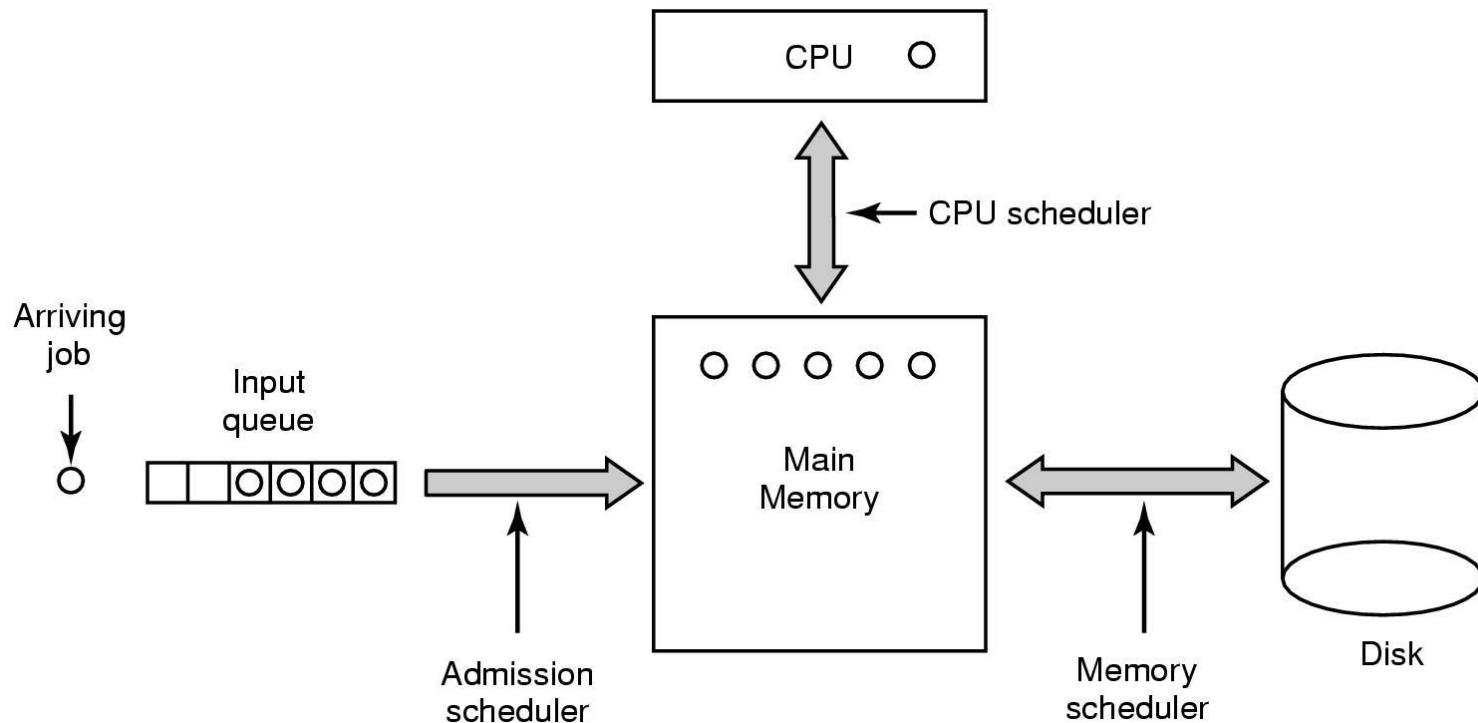 CPU
CPU scheduler
Arriving
job
Input
queue
Main
Memory
Admission
scheduler
Memory
scheduler
Disk